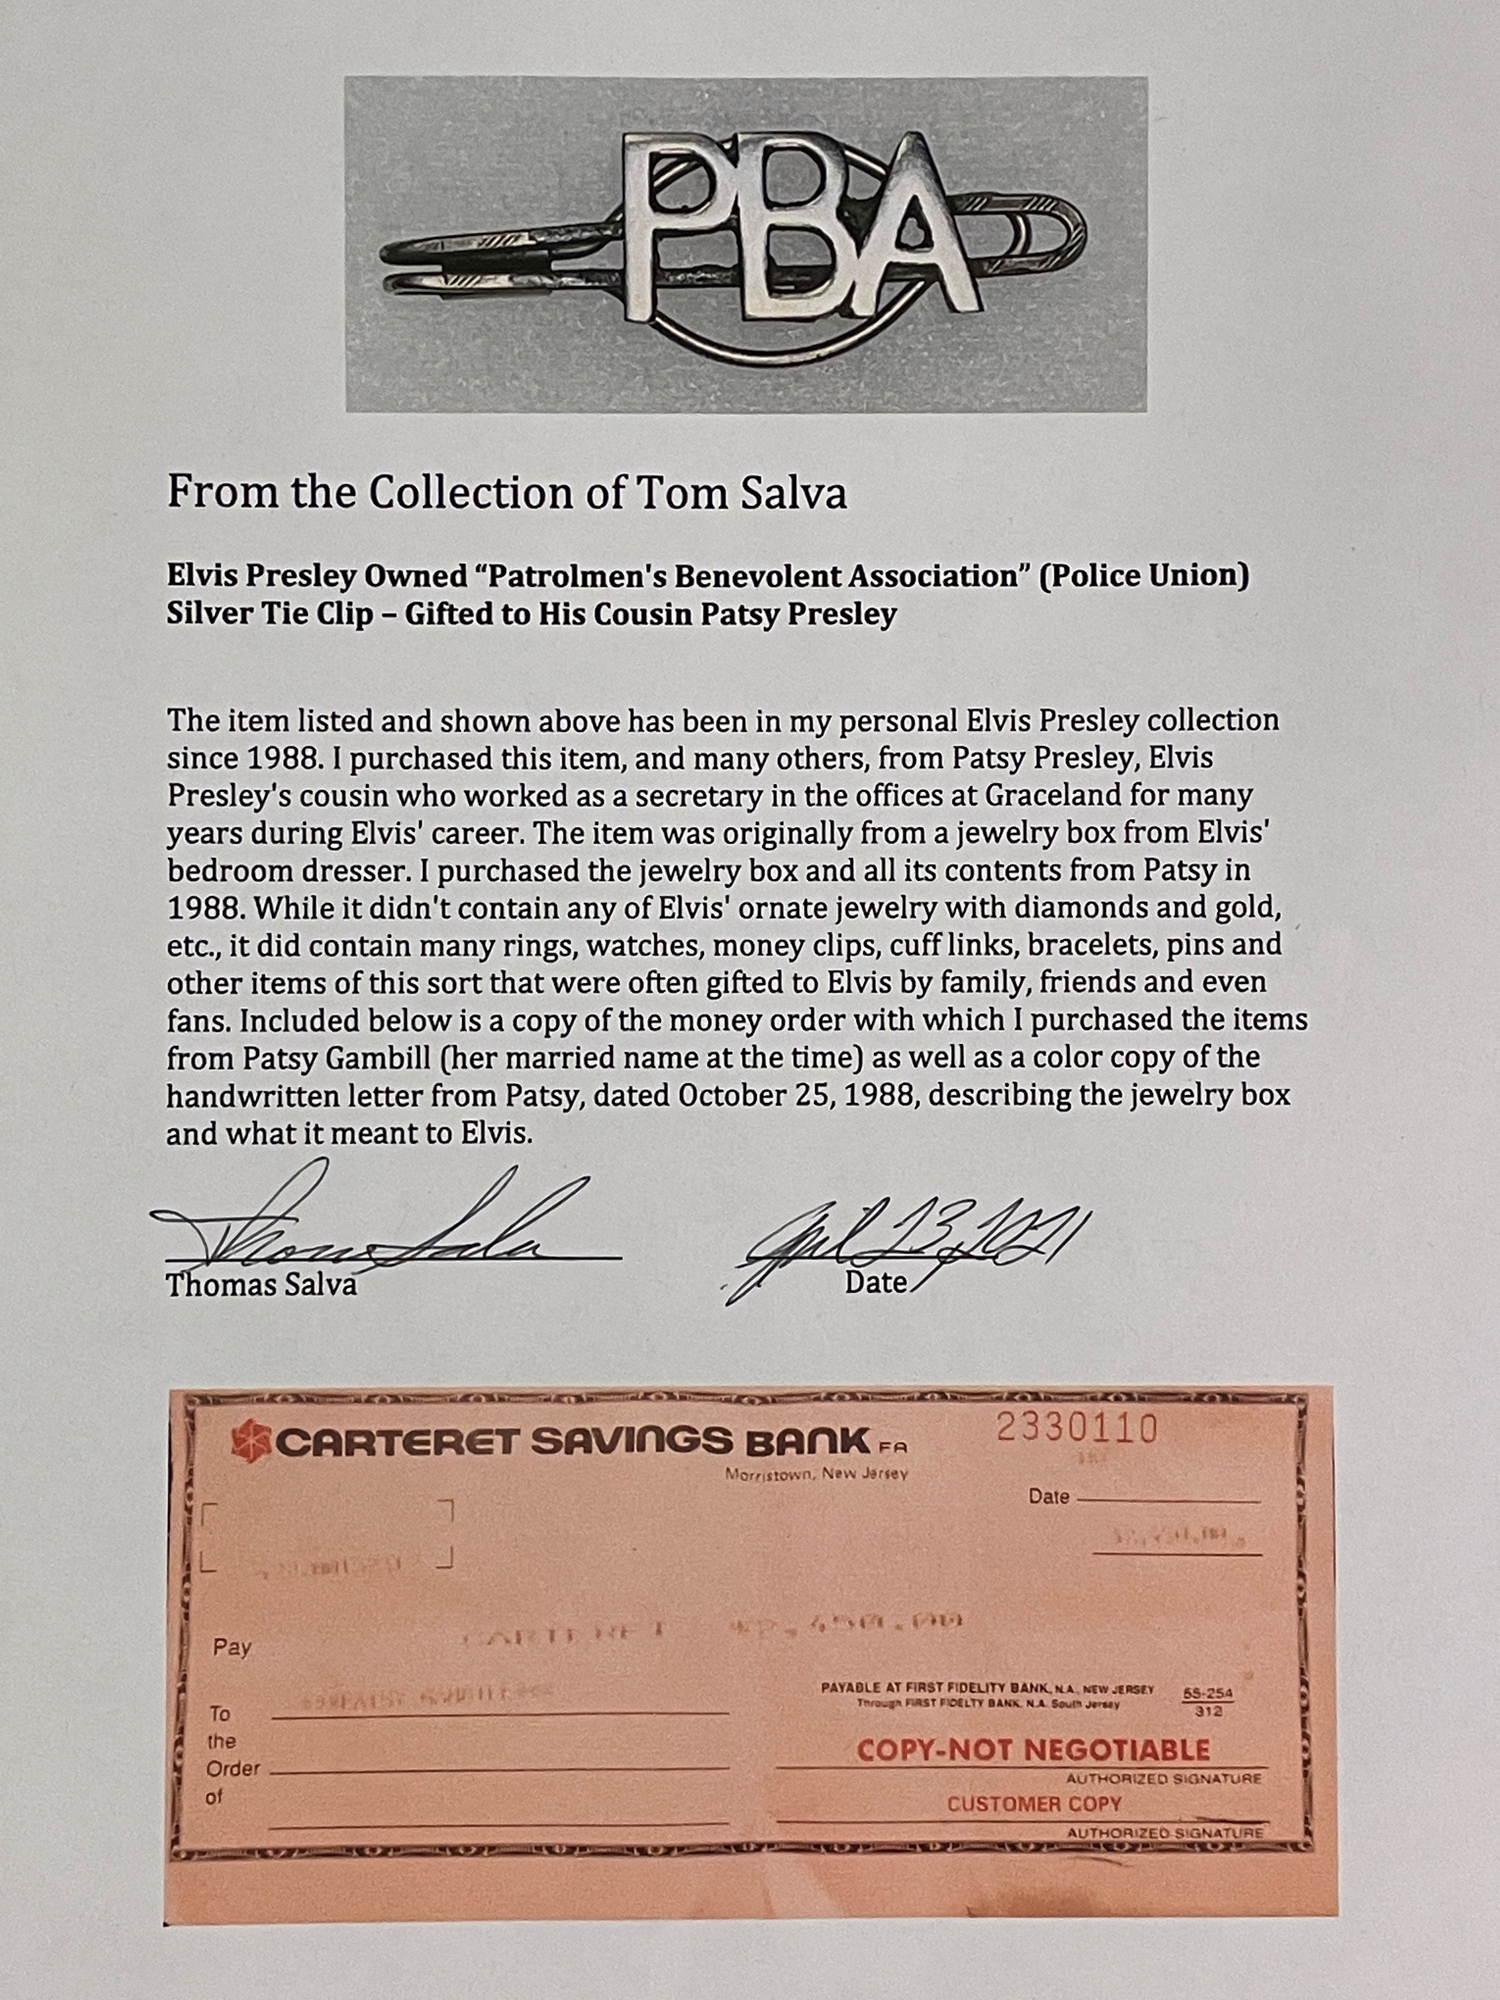 PBA
From the Collection of Tom Salva
Elvis Presley Owned “Patrolmen's Benevolent Association” (Police Union)
Silver Tie Clip – Gifted to His Cousin Patsy Presley
The item listed and shown above has been in my personal Elvis Presley collection
since 1988. I purchased this item, and many others, from Patsy Presley, Elvis
Presley's cousin who worked as a secretary in the offices at Graceland for many
years during Elvis' career. The item was originally from a jewelry box from Elvis'
bedroom dresser. I purchased the jewelry box and all its contents from Patsy in
1988. While it didn't contain any of Elvis' ornate jewelry with diamonds and gold,
etc., it did contain many rings, watches, money clips, cuff links, bracelets, pins and
other items of this sort that were often gifted to Elvis by family, friends and even
fans. Included below is a copy of the money order with which I purchased the items
from Patsy Gambill (her married name at the time) as well as a color copy of the
handwritten letter from Patsy, dated October 25, 1988, describing the jewelry box
and what it meant to Elvis.
Thomas Salva April 23, 2021
Thomas Salva Date
CARTERET SAVINGS BANK FA 2330110
Morristown, New Jersey
Date
Pay CARTERET
PAYABLE AT FIRST FIDELITY BANK, N.A., NEW JERSEY 55-254
Through FIRST FIDELTY BANK, N.A. South Jersey 312
To
the
Order
of
COPY-NOT NEGOTIABLE
AUTHORIZED SIGNATURE
CUSTOMER COPY
AUTHORIZED SIGNATURE